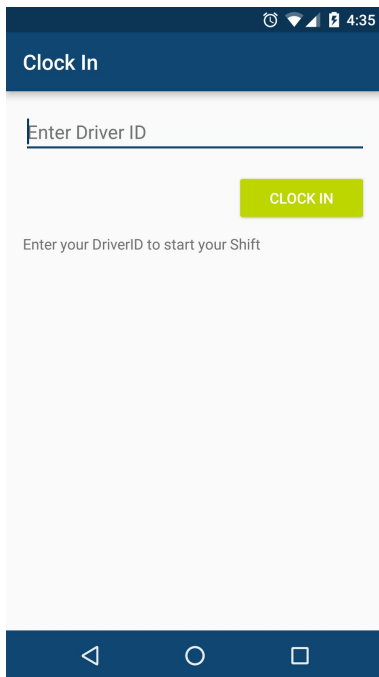 4:35
Clock In
Enter Driver ID
CLOCK IN
Enter your DriverID to start your Shift